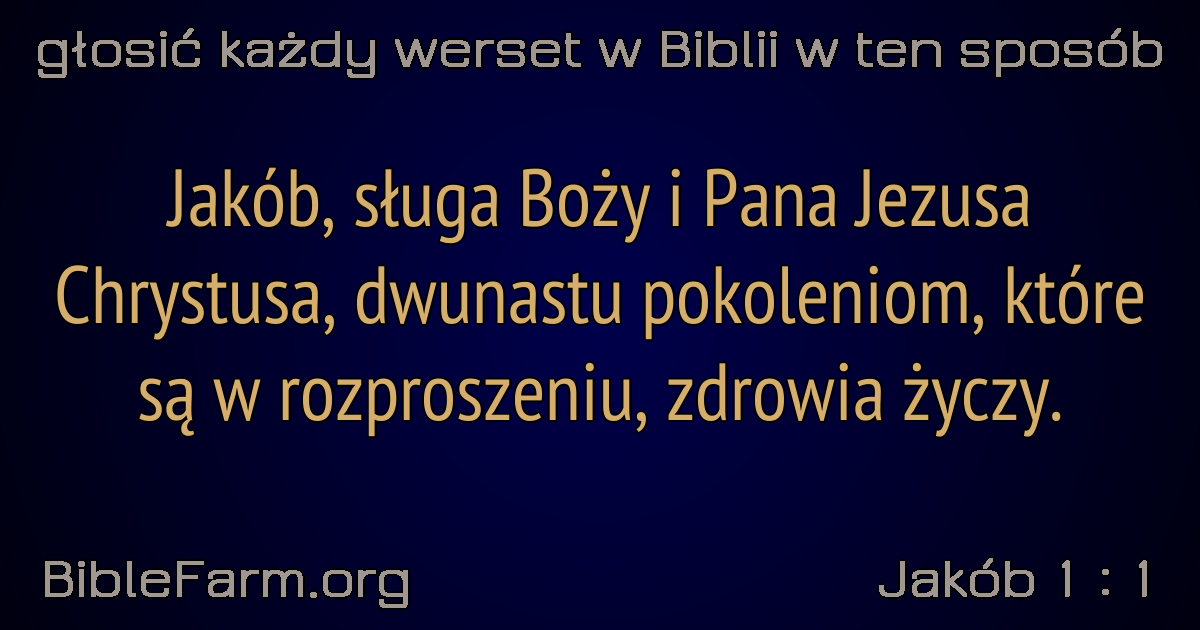 głosić każdy werset w Biblii w ten sposób
Jakób, sługa Boży i Pana Jezusa
Chrystusa, dwunastu pokoleniom, które
są w rozproszeniu, zdrowia życzy.
BibleFarm.org
Jakób 1 : 1